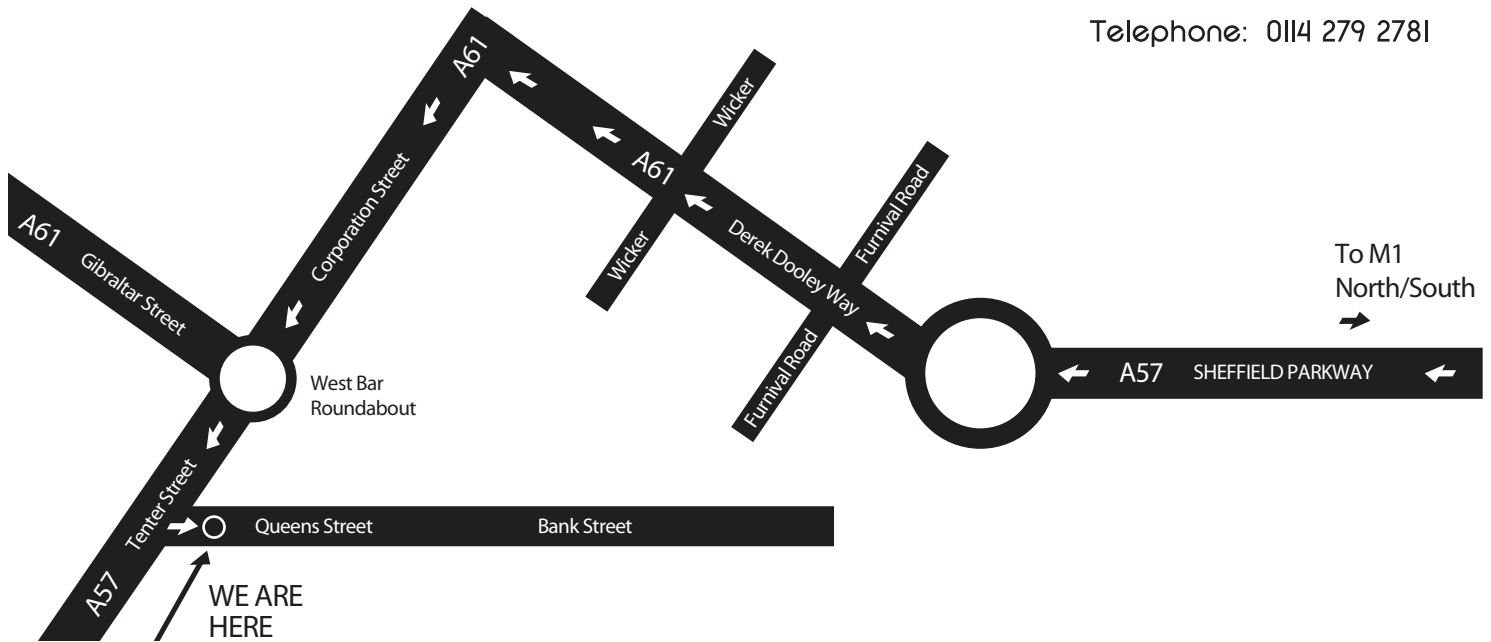 Telephone: 0114 279 2781
A61
Wicker
A61
Corporation Street
Furnival Road
A61
Wicker
Derek Dooley Way
Gibraltar Street
To M1
North/South
Furnival Road
A57 SHEFFIELD PARKWAY
West Bar
Roundabout
Tenter Street
Queens Street Bank Street
A57
WE ARE
HERE